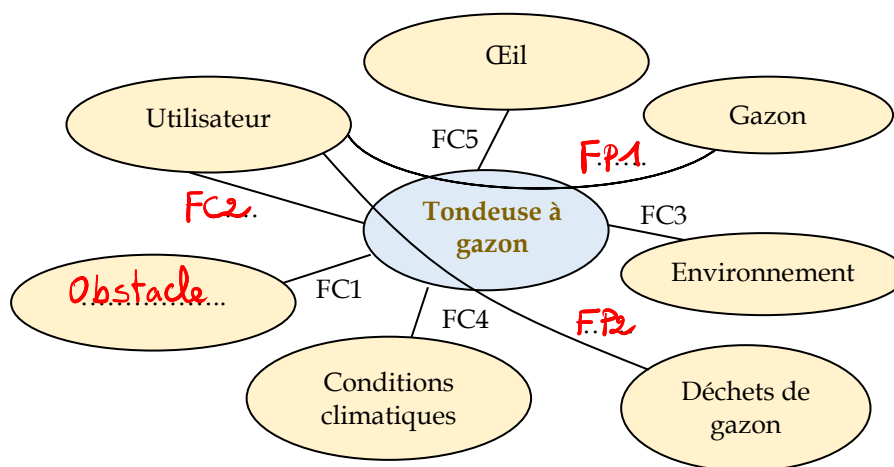 Œil
Utilisateur
Gazon
FC5
FP1
FC2
Tondeuse à
gazon
FC3
Environnement
Obstacle
FC1
FC4
FP2
Conditions
climatiques
Déchets de
gazon